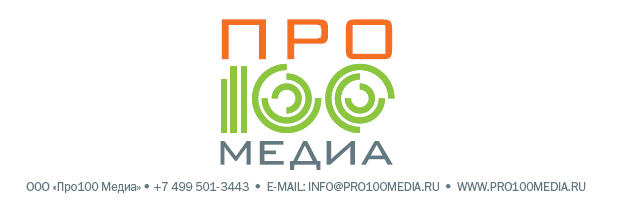 ПРО
100
МЕДИА
ООО «Про100 Медиа» • +7 499 501-3443 • E-MAIL: INFO@PRO100MEDIA.RU • WWW.PRO100MEDIA.RU